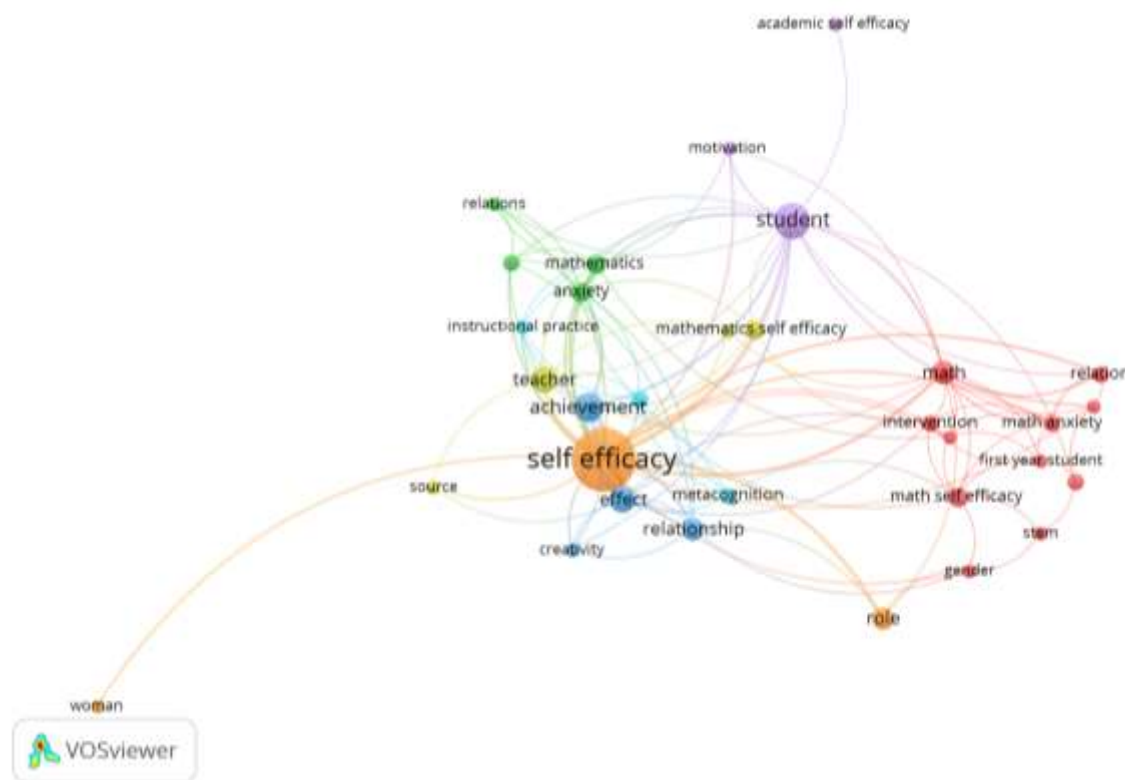 academic self efficacy
motivation
relations
student
mathematics
anxiety
instructional practice
mathematics self efficacy
teacher
math
relation
achievement
intervention
math anxiety
self efficacy
first year student
source
effect
metacognition
math self efficacy
relationship
stem
creativity
gender
role
woman
VOSviewer